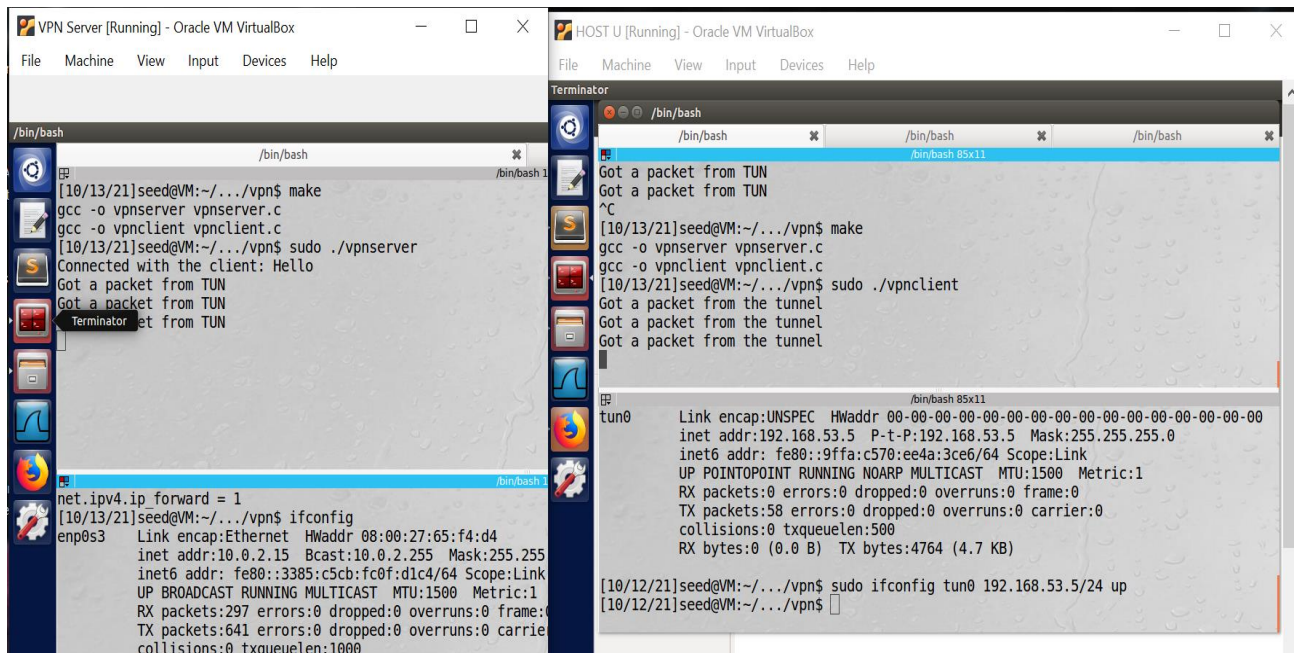 VPN Server [Running] - Oracle VM VirtualBox
File Machine View Input Devices Help
/bin/bash
/bin/bash
/bin/bash 1
[10/13/21]seed@VM:~/.../vpn$ make
gcc -o vpnserver vpnserver.c
gcc -o vpnclient vpnclient.c
[10/13/21]seed@VM:~/.../vpn$ sudo ./vpnserver
Connected with the client: Hello
Got a packet from TUN
Got a packet from TUN
Terminator et from TUN
/bin/bash 1
net.ipv4.ip_forward = 1
[10/13/21]seed@VM:~/.../vpn$ ifconfig
enp0s3 Link encap:Ethernet HWaddr 08:00:27:65:f4:d4
inet addr:10.0.2.15 Bcast:10.0.2.255 Mask:255.255
inet6 addr: fe80::3385:c5cb:fc0f:d1c4/64 Scope:Link
UP BROADCAST RUNNING MULTICAST MTU:1500 Metric:1
RX packets:297 errors:0 dropped:0 overruns:0 frame:0
TX packets:641 errors:0 dropped:0 overruns:0 carrie
collisions:0 txqueuelen:1000
HOST U [Running] - Oracle VM VirtualBox
File Machine View Input Devices Help
Terminator
/bin/bash
/bin/bash /bin/bash /bin/bash
/bin/bash 85x11
Got a packet from TUN
Got a packet from TUN
^C
[10/13/21]seed@VM:~/.../vpn$ make
gcc -o vpnserver vpnserver.c
gcc -o vpnclient vpnclient.c
[10/13/21]seed@VM:~/.../vpn$ sudo ./vpnclient
Got a packet from the tunnel
Got a packet from the tunnel
Got a packet from the tunnel
/bin/bash 85x11
tun0 Link encap:UNSPEC HWaddr 00-00-00-00-00-00-00-00-00-00-00-00-00-00-00-00
inet addr:192.168.53.5 P-t-P:192.168.53.5 Mask:255.255.255.0
inet6 addr: fe80::9ffa:c570:ee4a:3ce6/64 Scope:Link
UP POINTOPOINT RUNNING NOARP MULTICAST MTU:1500 Metric:1
RX packets:0 errors:0 dropped:0 overruns:0 frame:0
TX packets:58 errors:0 dropped:0 overruns:0 carrier:0
collisions:0 txqueuelen:500
RX bytes:0 (0.0 B) TX bytes:4764 (4.7 KB)
[10/12/21]seed@VM:~/.../vpn$ sudo ifconfig tun0 192.168.53.5/24 up
[10/12/21]seed@VM:~/.../vpn$